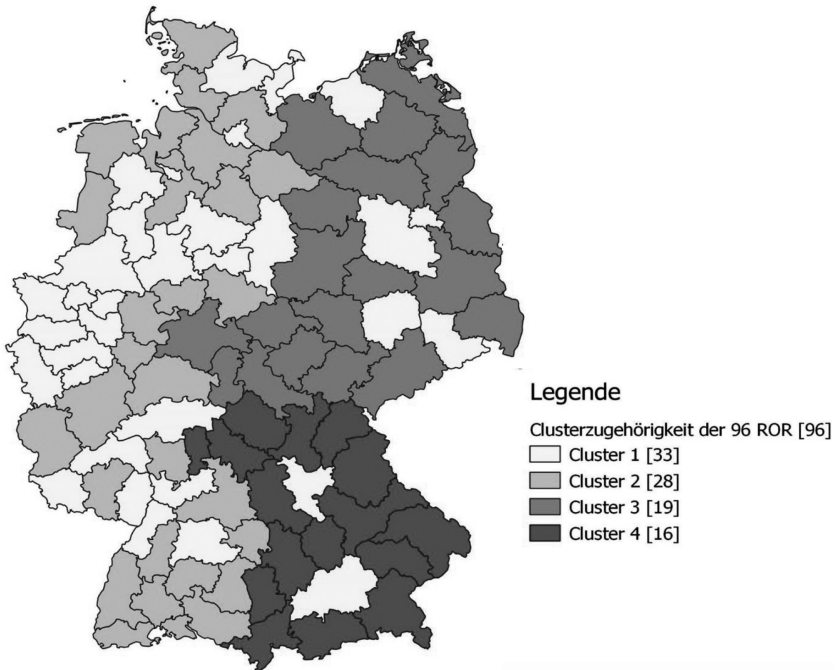 Legende
Clusterzugehörigkeit der 96 ROR [96]
Cluster 1 [33]
Cluster 2 [28]
Cluster 3 [19]
Cluster 4 [16]